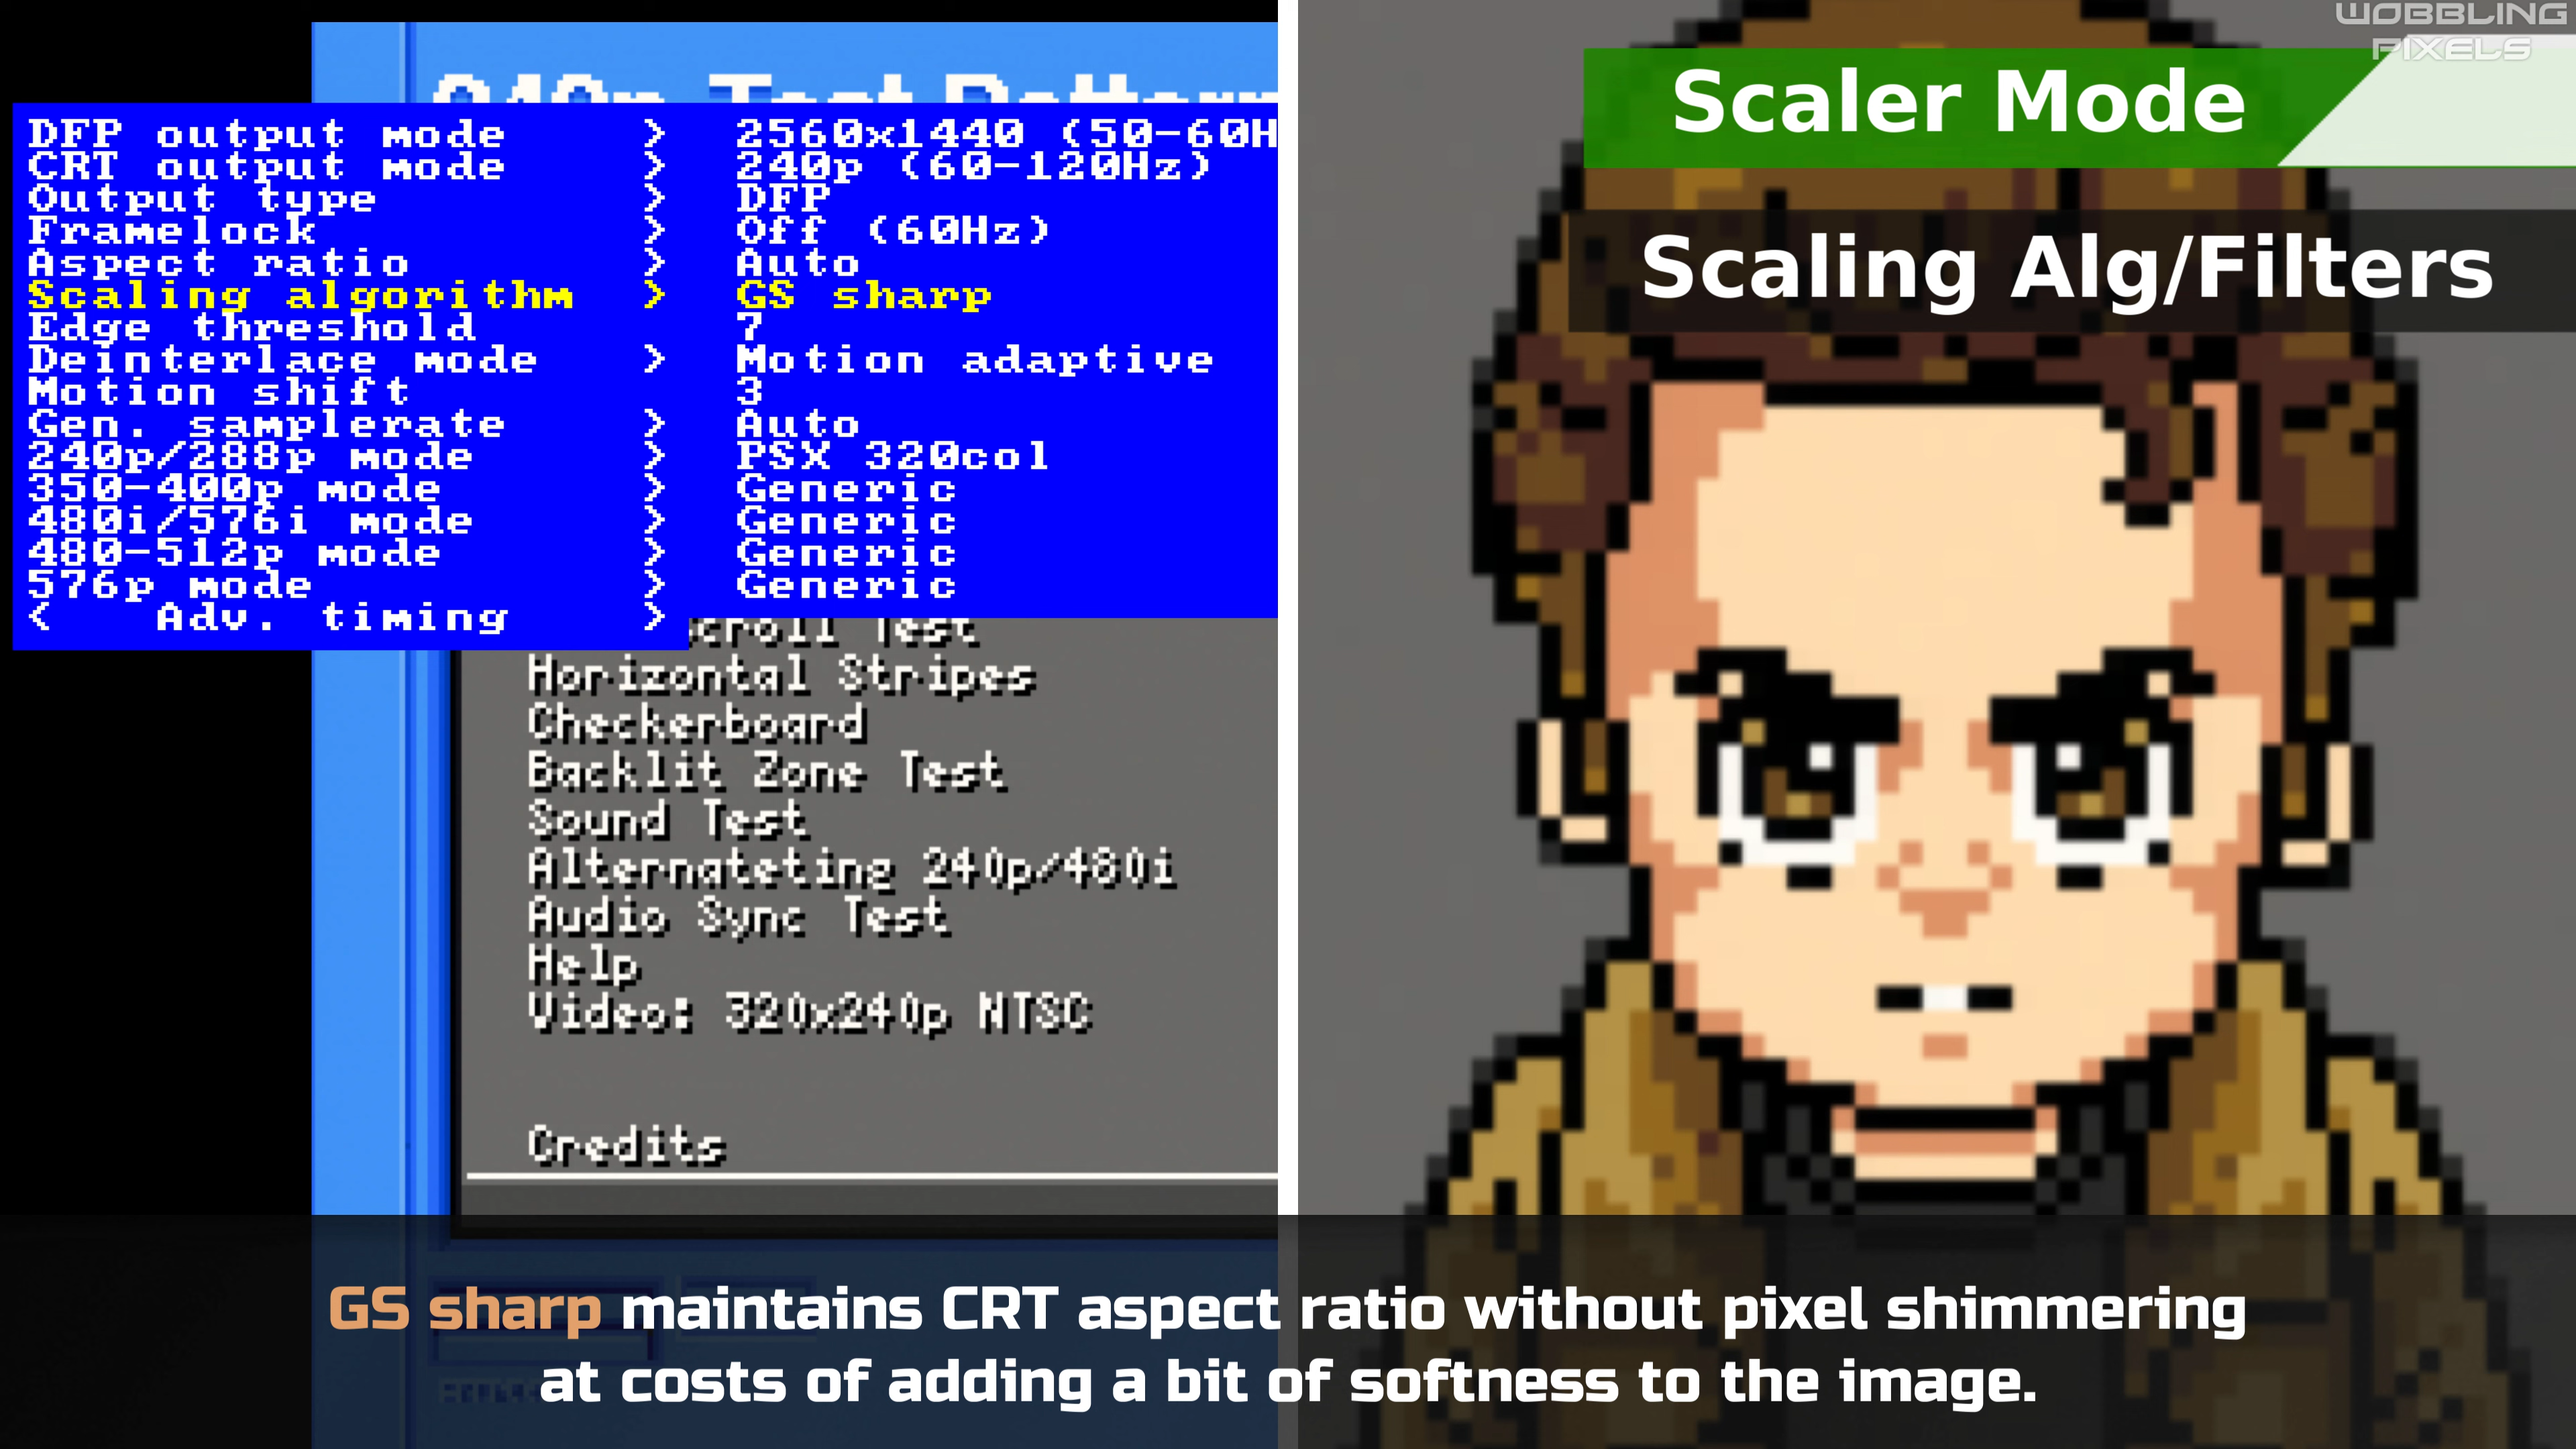 WOBBLING
PIXELS
Scaler Mode
Scaling Alg/Filters
DFP output mode > 2560x1440 (50-60H
CRT output mode > 240p (60-120Hz)
Output type > DFP
Framelock > Off (60Hz)
Aspect ratio > Auto
Scaling algorithm > GS sharp
Edge threshold 7
Deinterlace mode > Motion adaptive
Motion shift 3
Gen. samplerate > Auto
240p/288p mode > PSX 320col
350-400p mode > Generic
480i/576i mode > Generic
480-512p mode > Generic
576p mode > Generic
< Adv. timing >
Test
Horizontal Stripes
Checkerboard
Backlit Zone Test
Sound Test
Alternateting 240p/480i
Audio Sync Test
Help
Video: 320x240p NTSC
Credits
GS sharp maintains CRT aspect ratio without pixel shimmering
at costs of adding a bit of softness to the image.